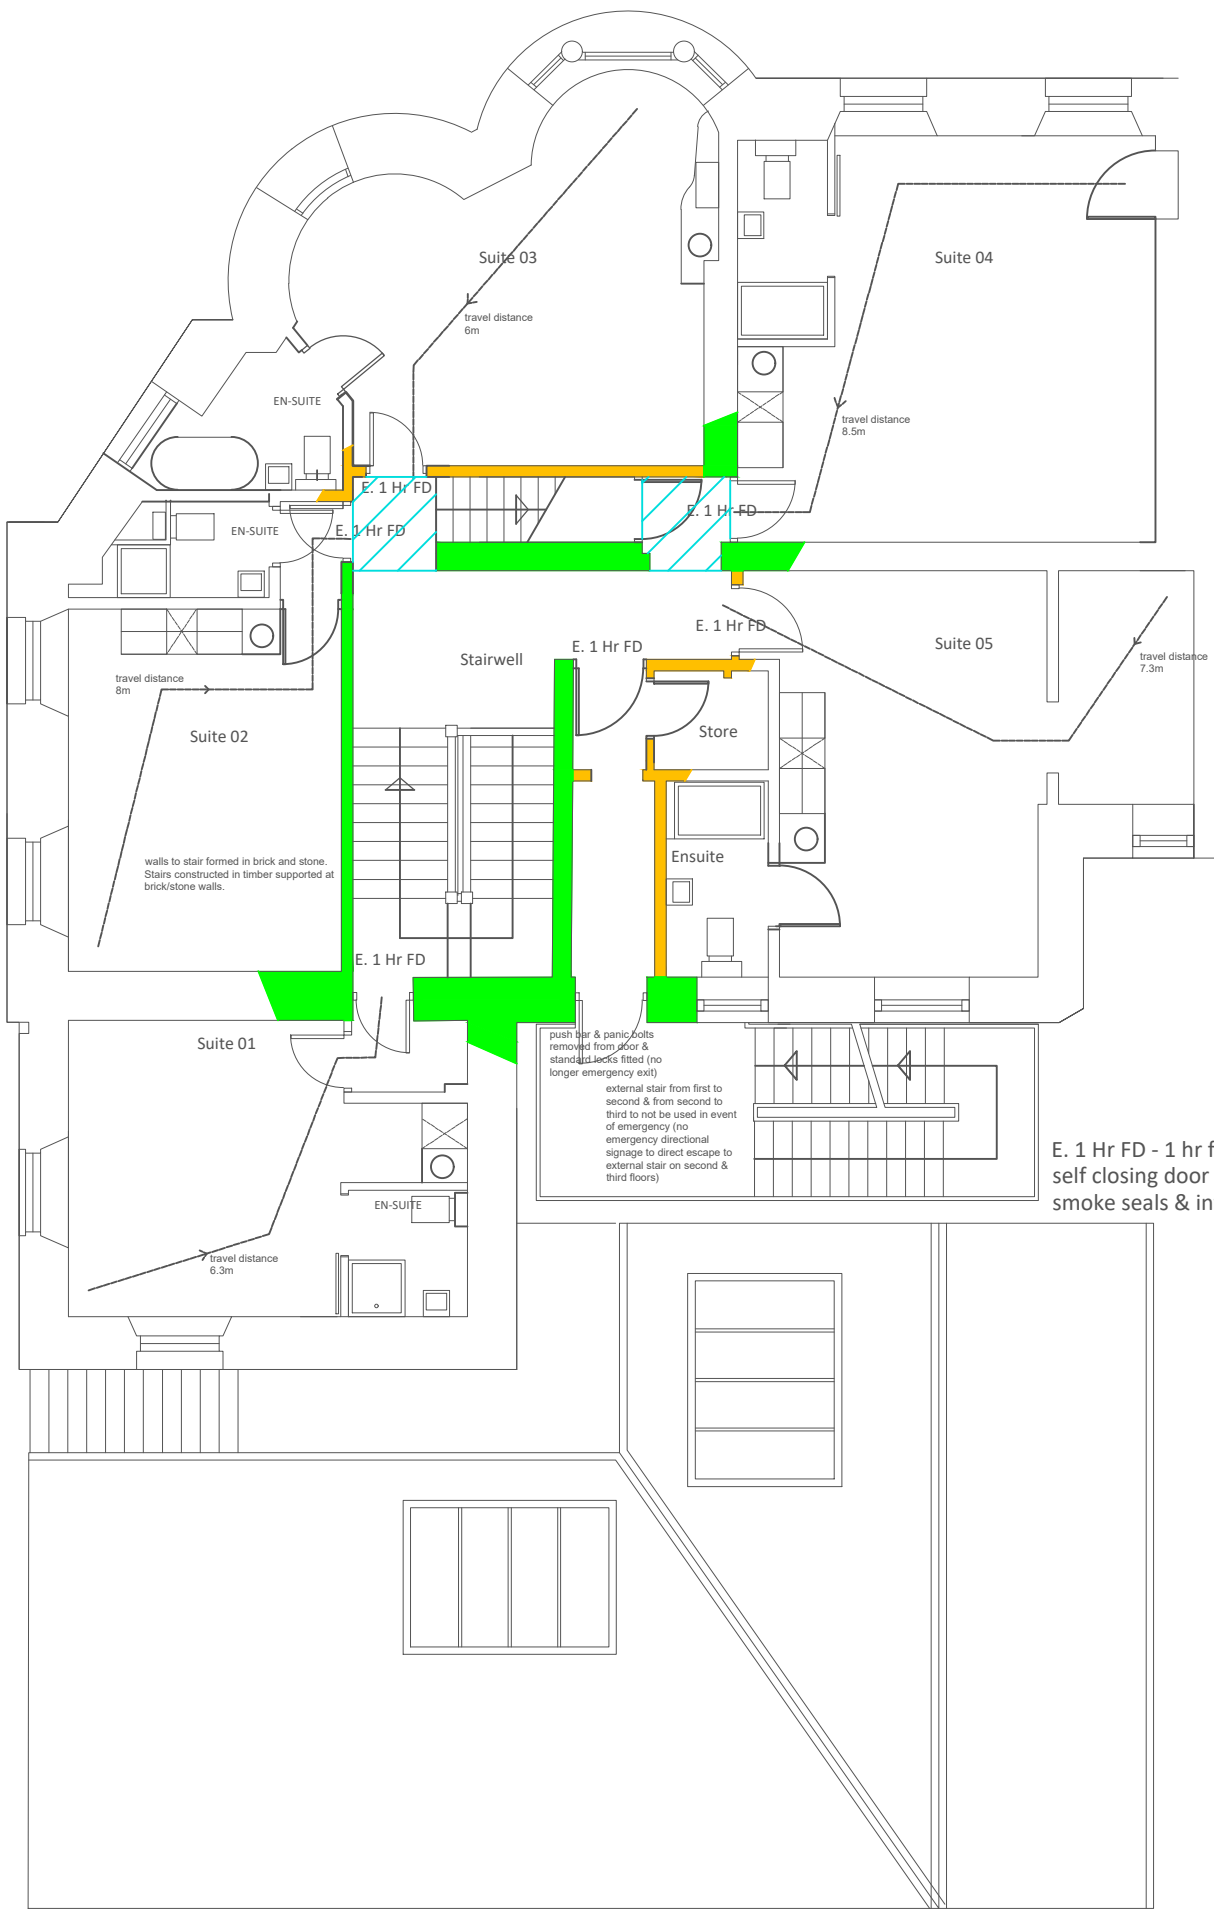 Suite 03
Suite 04
travel distance
6m
EN-SUITE
travel distance
8.5m
E. 1 Hr FD
E. 1 Hr FD
E. 1 Hr FD
EN-SUITE
E. 1 Hr FD
E. 1 Hr FD
Suite 05
Stairwell
travel distance
7.3m
travel distance
8m
Suite 02
Store
walls to stair formed in brick and stone.
Stairs constructed in timber supported at
brick/stone walls.
Ensuite
E. 1 Hr FD
Suite 01
push bar & panic bolts
removed from door &
standard locks fitted (no
longer emergency exit)
external stair from first to
second & from second to
third to not be used in event
of emergency (no
emergency directional
signage to direct escape to
external stair on second &
third floors)
E. 1 Hr FD - 1 hr f
self closing door
smoke seals & in
EN-SUITE
travel distance
6.3m